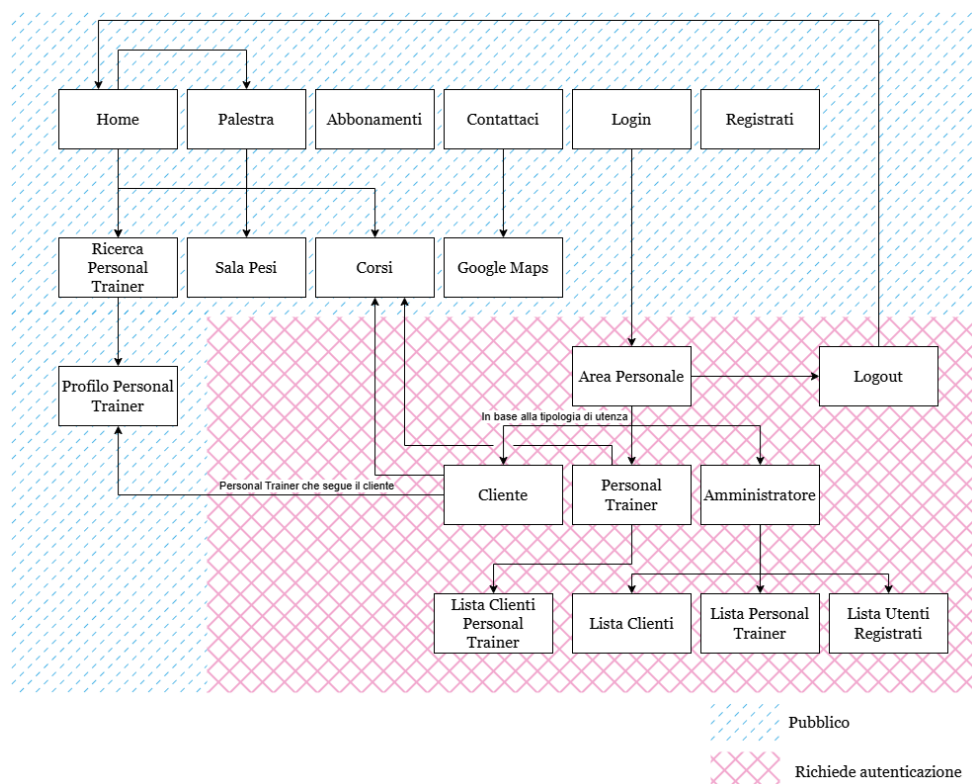 Home
Palestra
Abbonamenti
Contattaci
Login
Registrati
Ricerca
Personal
Trainer
Sala Pesi
Corsi
Google Maps
Area Personale
Logout
Profilo Personal
Trainer
In base alla tipologia di utenza
Personal Trainer che segue il cliente
Cliente
Personal
Trainer
Amministratore
Lista Clienti
Personal
Trainer
Lista Clienti
Lista Personal
Trainer
Lista Utenti
Registrati
Pubblico
Richiede autenticazione